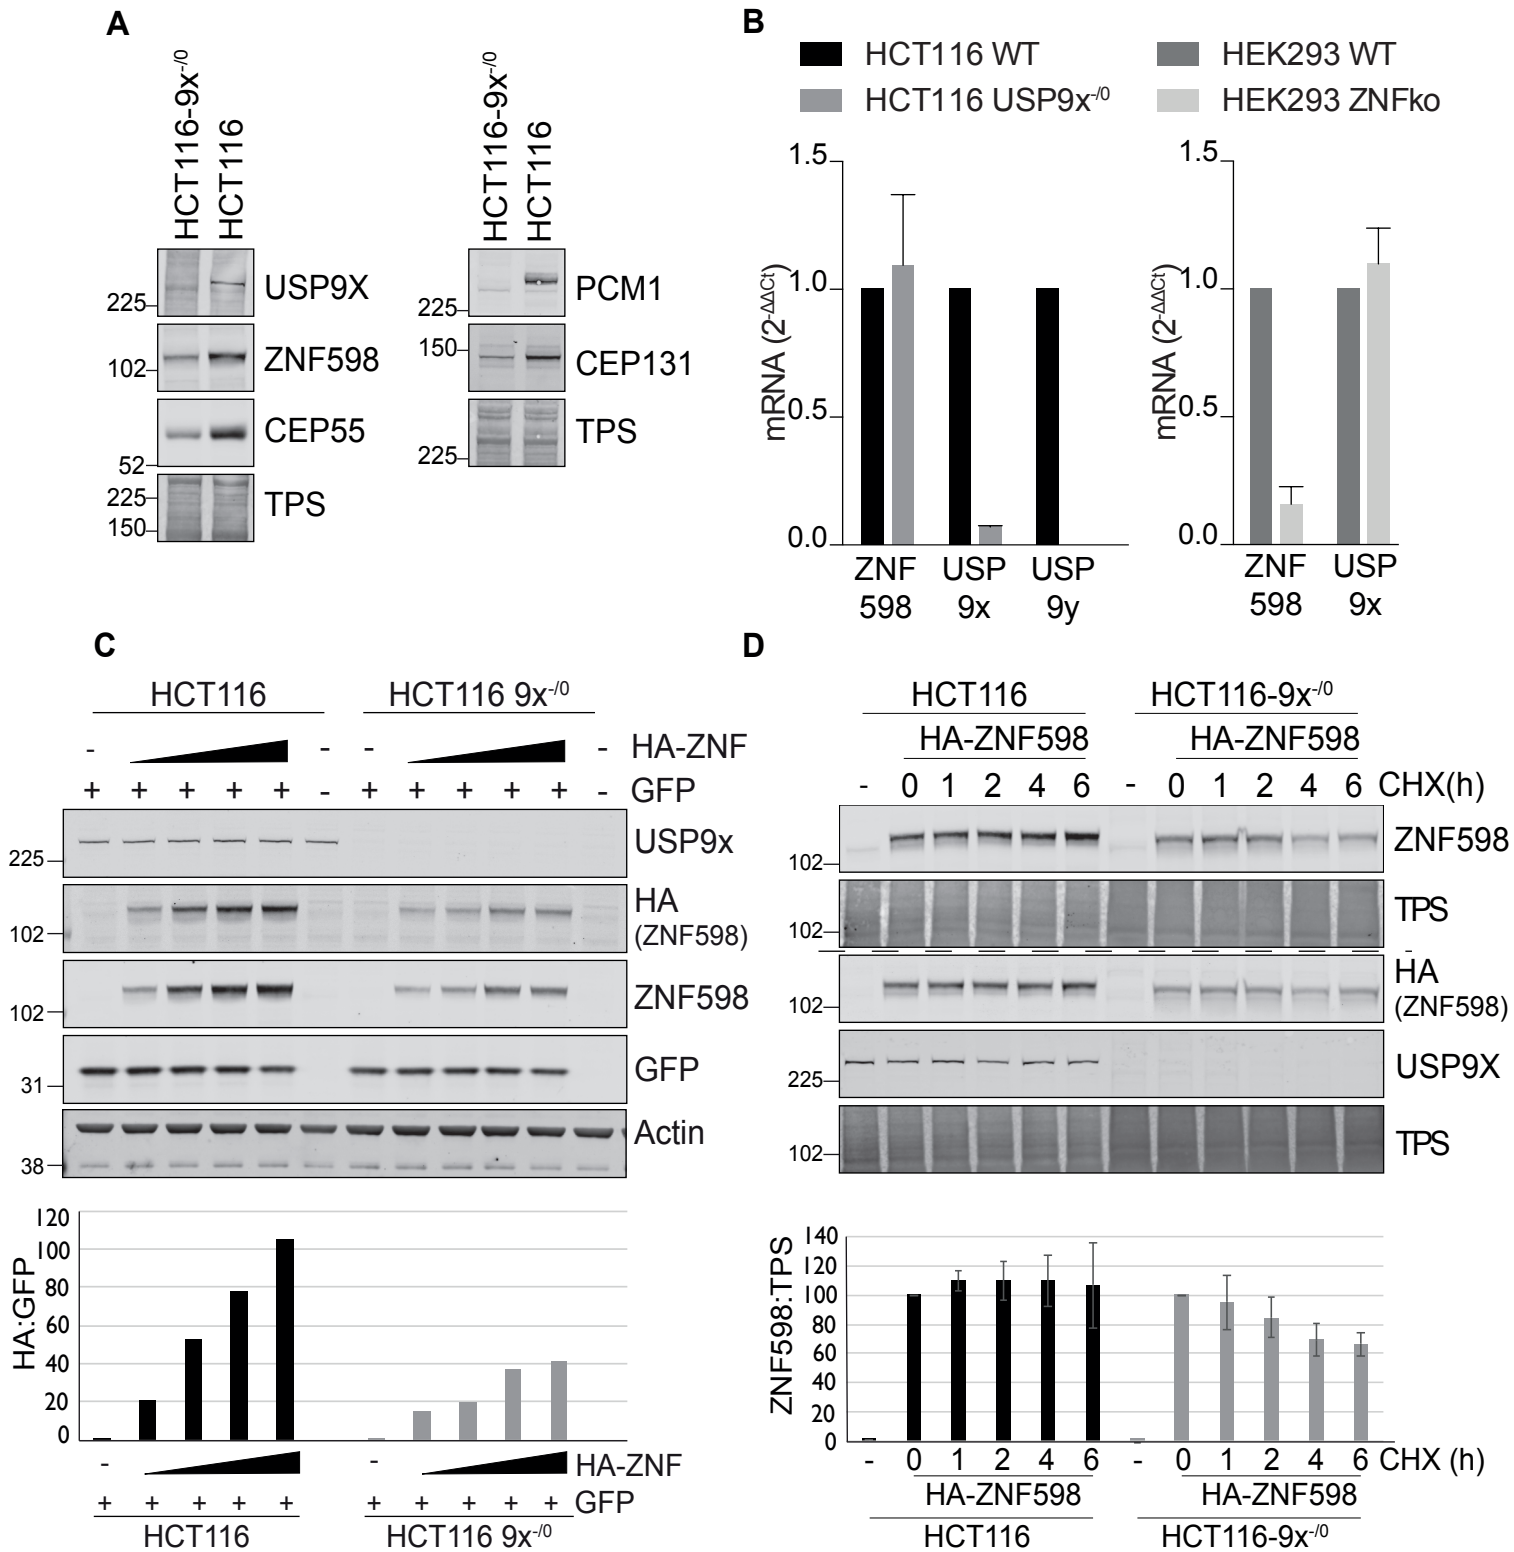 A
HCT116-9x-/0
HCT116
USP9X
225
ZNF598
102
CEP55
52
225
TPS
150
HCT116-9x-/0
HCT116
PCM1
225
150
CEP131
TPS
225
B
HCT116 WT
HCT116 USP9x-/0
HEK293 WT
HEK293 ZNFko
mRNA (2-ΔΔCt)
1.5
1.0
0.5
0.0
ZNF 598
USP 9x
USP 9y
mRNA (2-ΔΔCt)
1.5
1.0
0.5
0.0
ZNF 598
USP 9x
C
HCT116 HCT116 9x-/0
- - - - HA-ZNF
+ + + + + - + + + + + - GFP
USP9x
225
HA
(ZNF598)
102
ZNF598
102
GFP
31
Actin
38
HA:GFP
120
100
80
60
40
20
0
- - HA-ZNF
+ + + + + + + + + + GFP
HCT116 HCT116 9x-/0
D
HCT116 HCT116-9x-/0
HA-ZNF598 HA-ZNF598
- 0 1 2 4 6 - 0 1 2 4 6 CHX(h)
ZNF598
102
TPS
102
HA
(ZNF598)
102
USP9X
225
TPS
102
ZNF598:TPS
140
120
100
80
60
40
20
0
- 0 1 2 4 6 - 0 1 2 4 6 CHX (h)
HA-ZNF598 HA-ZNF598
HCT116 HCT116-9x-/0